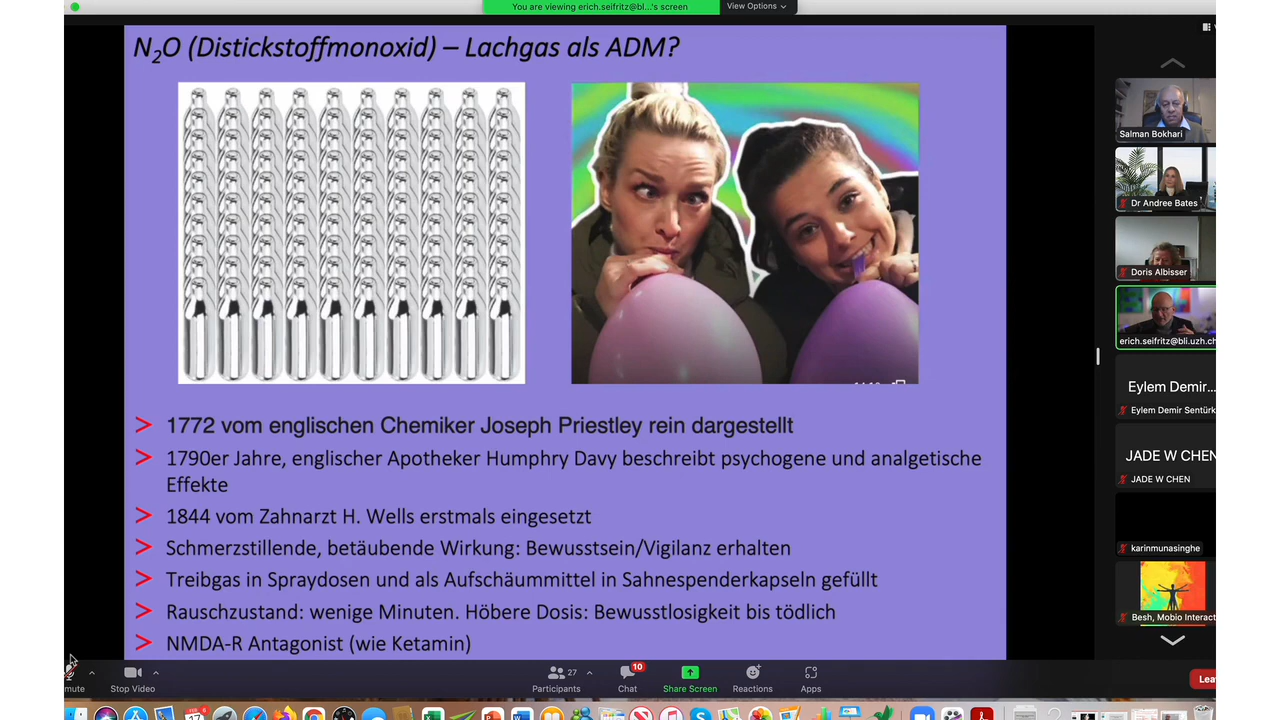 You are viewing erich.seifritz@bl...'s screen
View Options
N2O (Distickstoffmonoxid) – Lachgas als ADM?
> 1772 vom englischen Chemiker Joseph Priestley rein dargestellt
> 1790er Jahre, englischer Apotheker Humphry Davy beschreibt psychogene und analgetische
Effekte
> 1844 vom Zahnarzt H. Wells erstmals eingesetzt
> Schmerzstillende, betäubende Wirkung: Bewusstsein/Vigilanz erhalten
> Treibgas in Spraydosen und als Aufschäummittel in Sahnespenderkapseln gefüllt
> Rauschzustand: wenige Minuten. Höbere Dosis: Bewusstlosigkeit bis tödlich
> NMDA-R Antagonist (wie Ketamin)
Salman Bokhari
Dr Andree Bates
Doris Albisser
erich.seifritz@bli.uzh.ch
Eylem Demir...
Eylem Demir Sentürk
JADE W CHEN
JADE W CHEN
karinmunasinghe
Besh, Mobio Interact
mute
Stop Video
27
Participants
10
Chat
Share Screen
Reactions
Apps
Lea